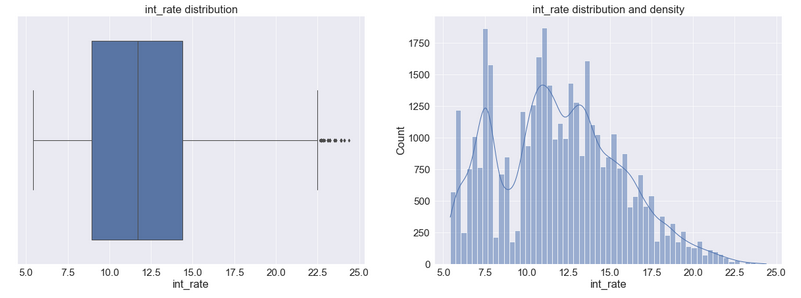 int_rate distribution
5.0 7.5 10.0 12.5 15.0 17.5 20.0 22.5 25.0
int_rate
int_rate distribution and density
1750
1500
1250
1000
750
500
250
0
Count
5.0 7.5 10.0 12.5 15.0 17.5 20.0 22.5 25.0
int_rate